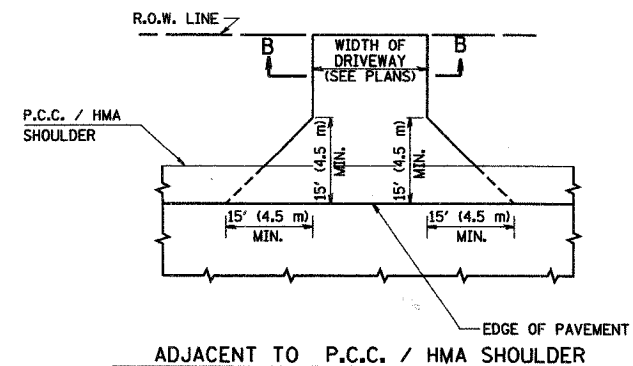 R.O.W. LINE
B
WIDTH OF
DRIVEWAY
(SEE PLANS)
B
P.C.C. / HMA
SHOULDER
15' (4.5 m)
MIN.
15' (4.5 m)
MIN.
15' (4.5 m)
MIN.
15' (4.5 m)
MIN.
EDGE OF PAVEMENT
ADJACENT TO P.C.C. / HMA SHOULDER